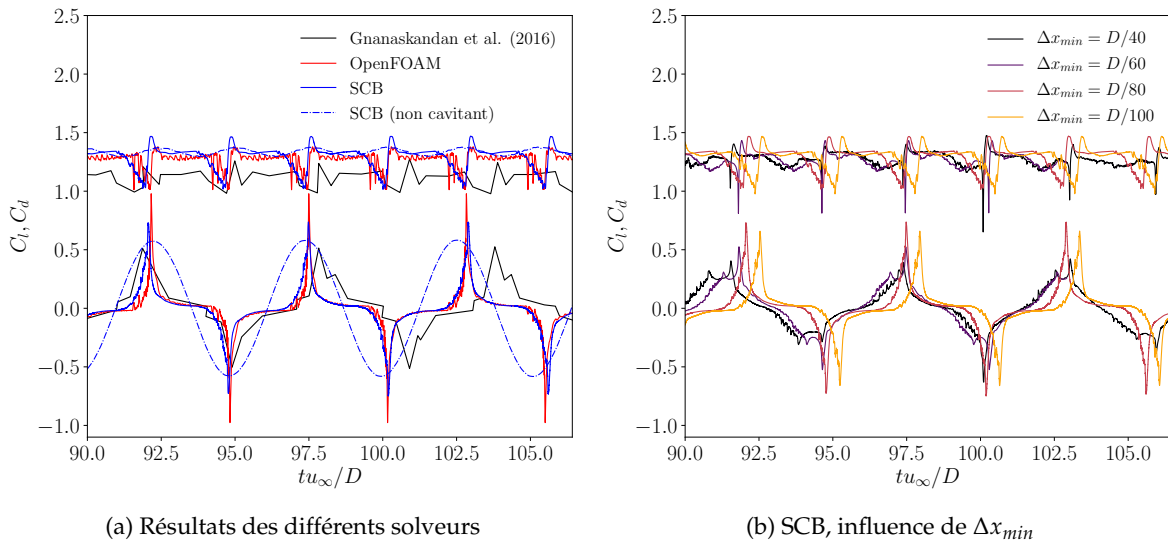 2.5
2.0
1.5
1.0
0.5
0.0
−0.5
−1.0
C_l, C_d
90.0 92.5 95.0 97.5 100.0 102.5 105.0
tu_∞/D
Gnanaskandan et al. (2016)
OpenFOAM
SCB
SCB (non cavitant)
(a) Résultats des différents solveurs
2.5
2.0
1.5
1.0
0.5
0.0
−0.5
−1.0
C_l, C_d
90.0 92.5 95.0 97.5 100.0 102.5 105.0
tu_∞/D
Δx_min = D/40
Δx_min = D/60
Δx_min = D/80
Δx_min = D/100
(b) SCB, influence de Δx_min